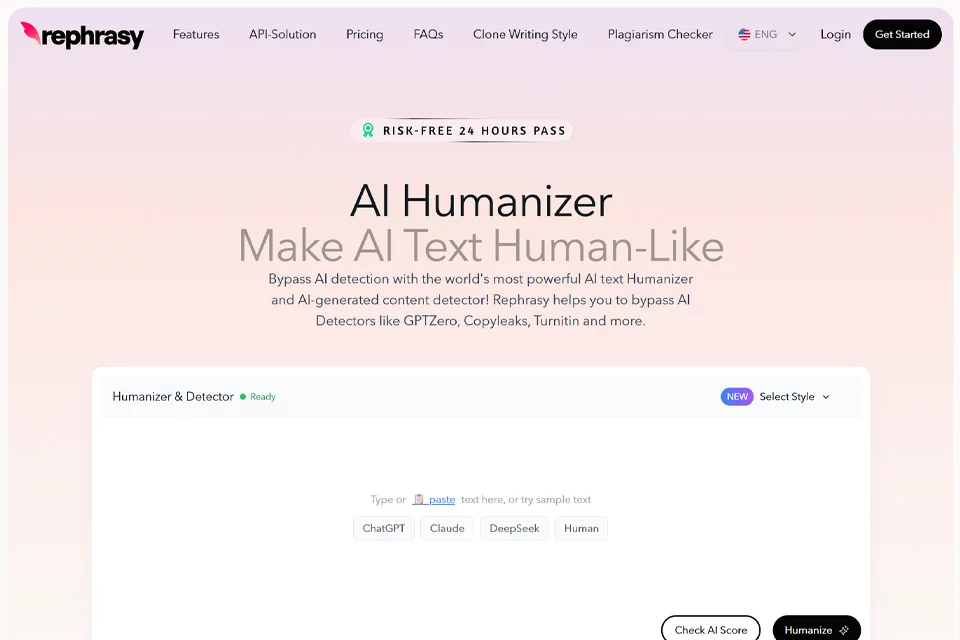 rephrasy Features API-Solution Pricing FAQs Clone Writing Style Plagiarism Checker ENG Login Get Started
RISK-FREE 24 HOURS PASS
AI Humanizer
Make AI Text Human-Like
Bypass AI detection with the world's most powerful AI text Humanizer
and AI-generated content detector! Rephrasy helps you to bypass AI
Detectors like GPTZero, Copyleaks, Turnitin and more.
Humanizer & Detector Ready NEW Select Style
Type or paste text here, or try sample text
ChatGPT Claude DeepSeek Human
Check AI Score Humanize